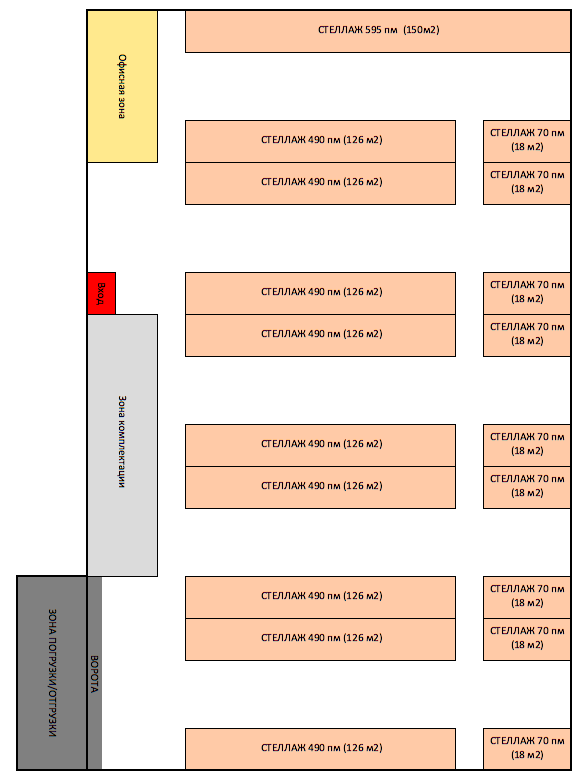 СТЕЛЛАЖ 595 пм (150м2)
Офисная зона
СТЕЛЛАЖ 490 пм (126 м2)
СТЕЛЛАЖ 70 пм
(18 м2)
СТЕЛЛАЖ 490 пм (126 м2)
СТЕЛЛАЖ 70 пм
(18 м2)
Вход
СТЕЛЛАЖ 490 пм (126 м2)
СТЕЛЛАЖ 70 пм
(18 м2)
СТЕЛЛАЖ 490 пм (126 м2)
СТЕЛЛАЖ 70 пм
(18 м2)
Зона комплектации
СТЕЛЛАЖ 490 пм (126 м2)
СТЕЛЛАЖ 70 пм
(18 м2)
СТЕЛЛАЖ 490 пм (126 м2)
СТЕЛЛАЖ 70 пм
(18 м2)
СТЕЛЛАЖ 490 пм (126 м2)
СТЕЛЛАЖ 70 пм
(18 м2)
СТЕЛЛАЖ 490 пм (126 м2)
СТЕЛЛАЖ 70 пм
(18 м2)
ЗОНА ПОГРУЗКИ/ОТГРУЗКИ
ВОРОТА
СТЕЛЛАЖ 490 пм (126 м2)
СТЕЛЛАЖ 70 пм
(18 м2)